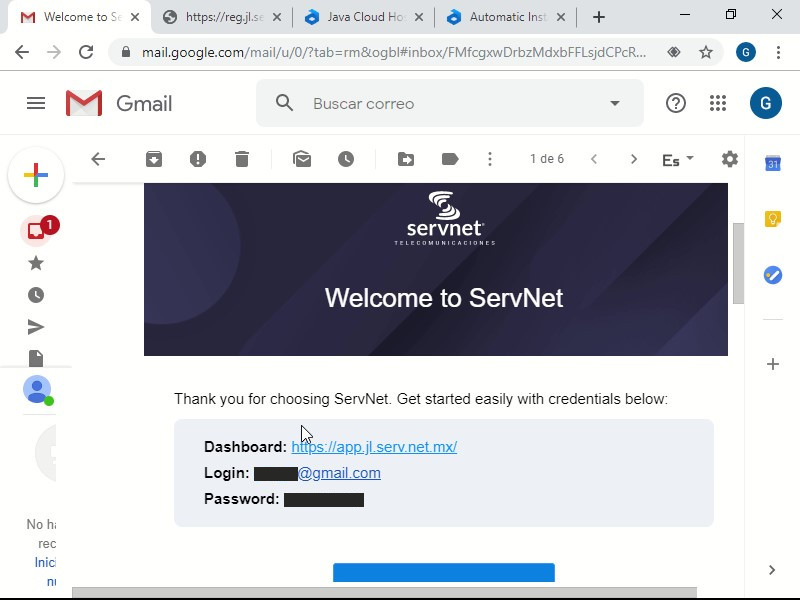 Welcome to Se
https://reg.jl.se
Java Cloud Ho
Automatic Inst
mail.google.com/mail/u/0/?tab=rm&ogbl#inbox/FMfcgxwDrbzMdxbFFLsjdCPcR...
G
Gmail
Buscar correo
G
1 de 6
Es
31
1
servnet
TELECOMUNICACIONES
Welcome to ServNet
Thank you for choosing ServNet. Get started easily with credentials below:
Dashboard: https://app.jl.serv.net.mx/
Login: @gmail.com
Password:
No ha
rec
Inici
nu